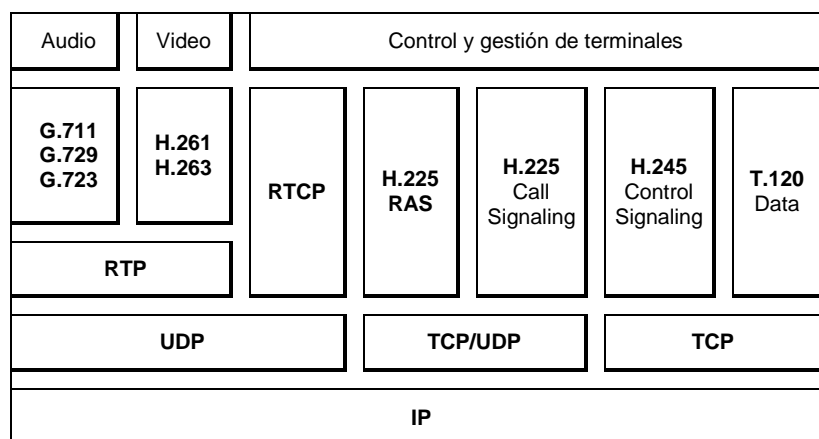 Audio
Video
Control y gestión de terminales
G.711
G.729
G.723
H.261
H.263
RTCP
H.225
RAS
H.225
Call
Signaling
H.245
Control
Signaling
T.120
Data
RTP
UDP
TCP/UDP
TCP
IP